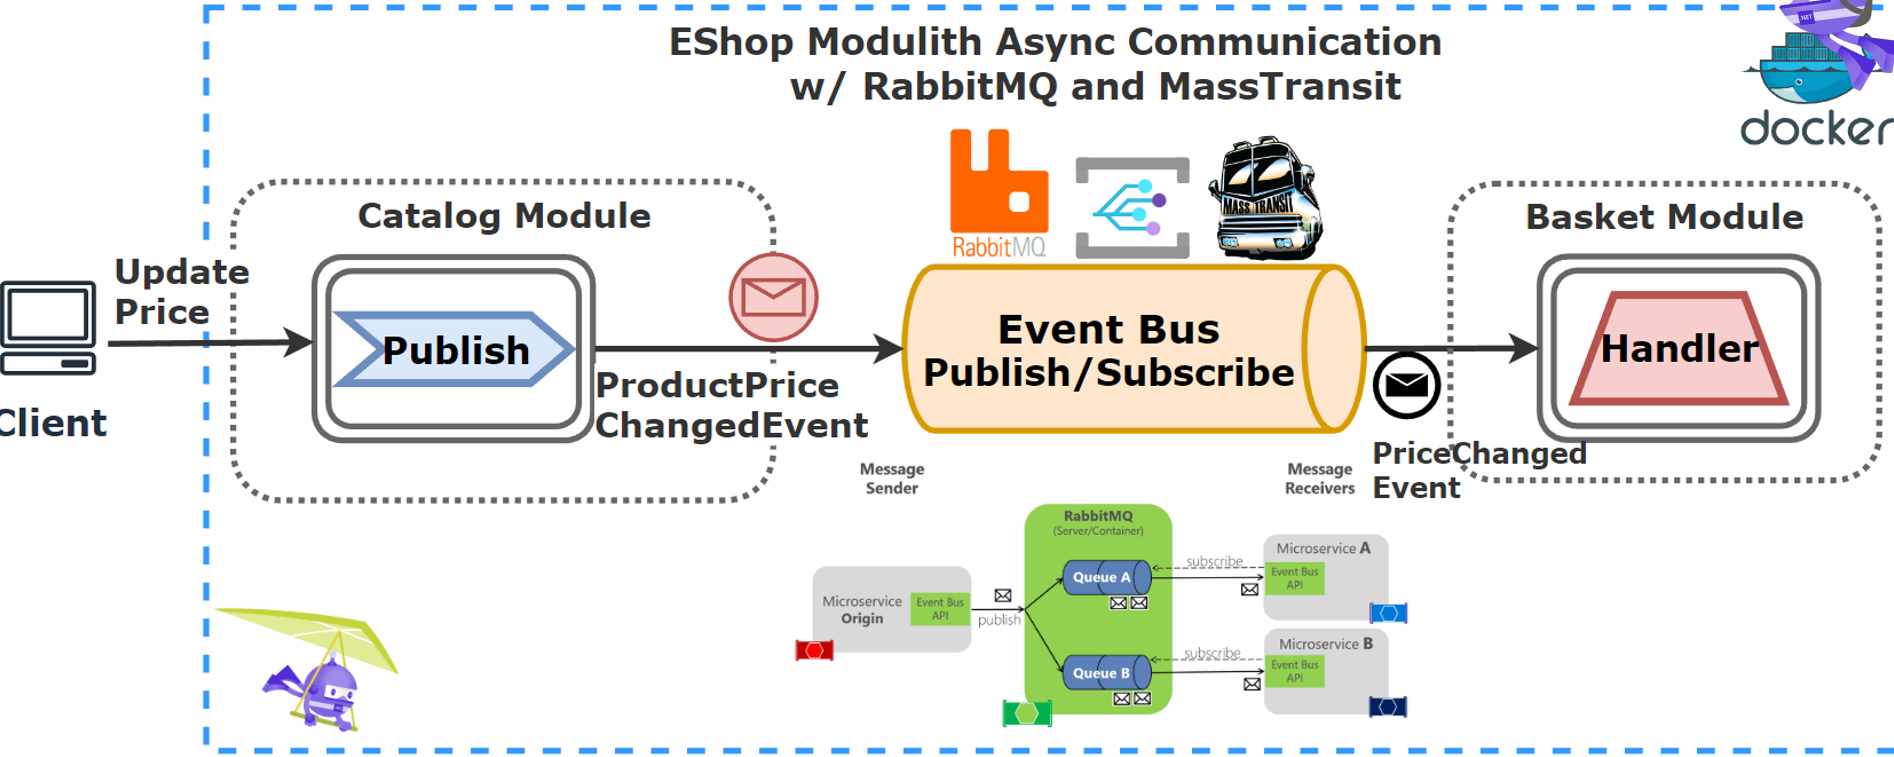 EShop Modulith Async Communication
w/ RabbitMQ and MassTransit
docker
.NET
Catalog Module
Basket Module
RabbitMQ
MASS TRANSIT
Update
Price
Client
Publish
ProductPrice
ChangedEvent
Event Bus
Publish/Subscribe
Handler
PriceChanged
Event
Message
Sender
Message
Receivers
RabbitMQ
(Server/Container)
Microservice
Origin
Event Bus
API
publish
Queue A
subscribe
Microservice A
Event Bus
API
Queue B
subscribe
Microservice B
Event Bus
API
.NET